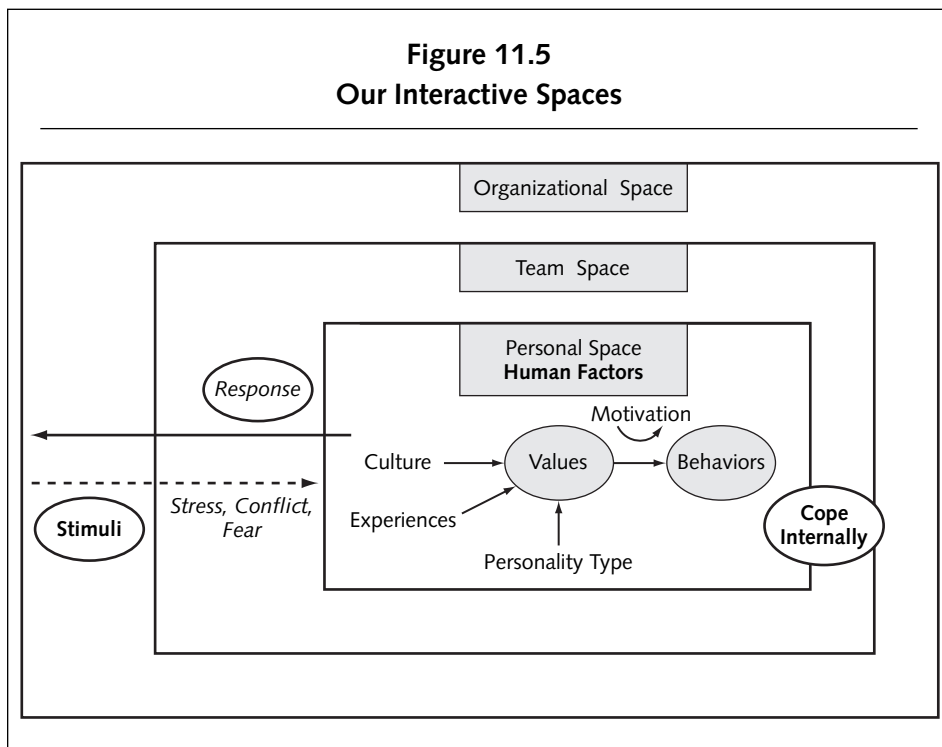 Figure 11.5
Our Interactive Spaces
Organizational Space
Team Space
Personal Space
Human Factors
Response
Motivation
Culture
Values
Behaviors
Stimuli
Stress, Conflict,
Fear
Experiences
Cope
Internally
Personality Type